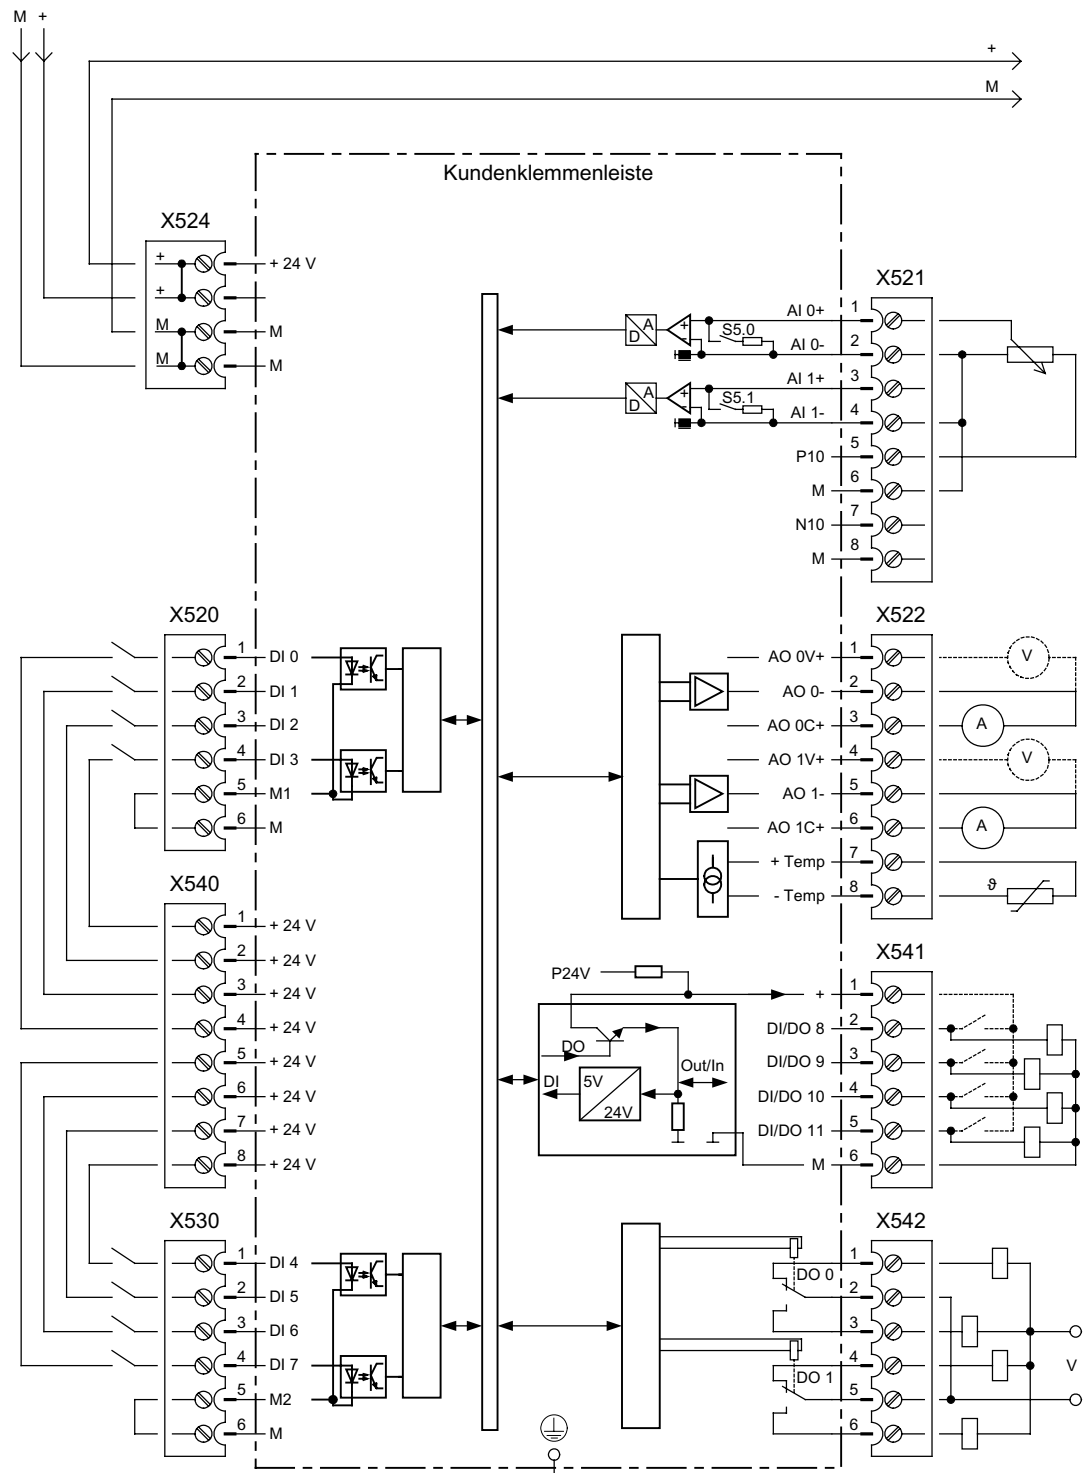 M +
+
M
Kundenklemmenleiste
X524
+ + 24 V
+
M M
M M
X521
AI 0+ 1
S5.0
A
D
+
-
AI 0- 2
AI 1+ 3
S5.1
A
D
+
-
AI 1- 4
P10 5
M 6
N10 7
M 8
X520
1 DI 0
2 DI 1
3 DI 2
4 DI 3
5 M1
6 M
X522
AO 0V+ 1 V
AO 0- 2
AO 0C+ 3 A
AO 1V+ 4 V
AO 1- 5
AO 1C+ 6 A
+ Temp 7
- Temp 8 ϑ
X540
1 + 24 V
2 + 24 V
3 + 24 V
4 + 24 V
5 + 24 V
6 + 24 V
7 + 24 V
8 + 24 V
X541
P24V
+ 1
DI/DO 8 2
DO
DI/DO 9 3
Out/In
DI
5V
24V
DI/DO 10 4
DI/DO 11 5
M 6
X530
1 DI 4
2 DI 5
3 DI 6
4 DI 7
5 M2
6 M
X542
1
DO 0
2
3
4
V
DO 1
5
6